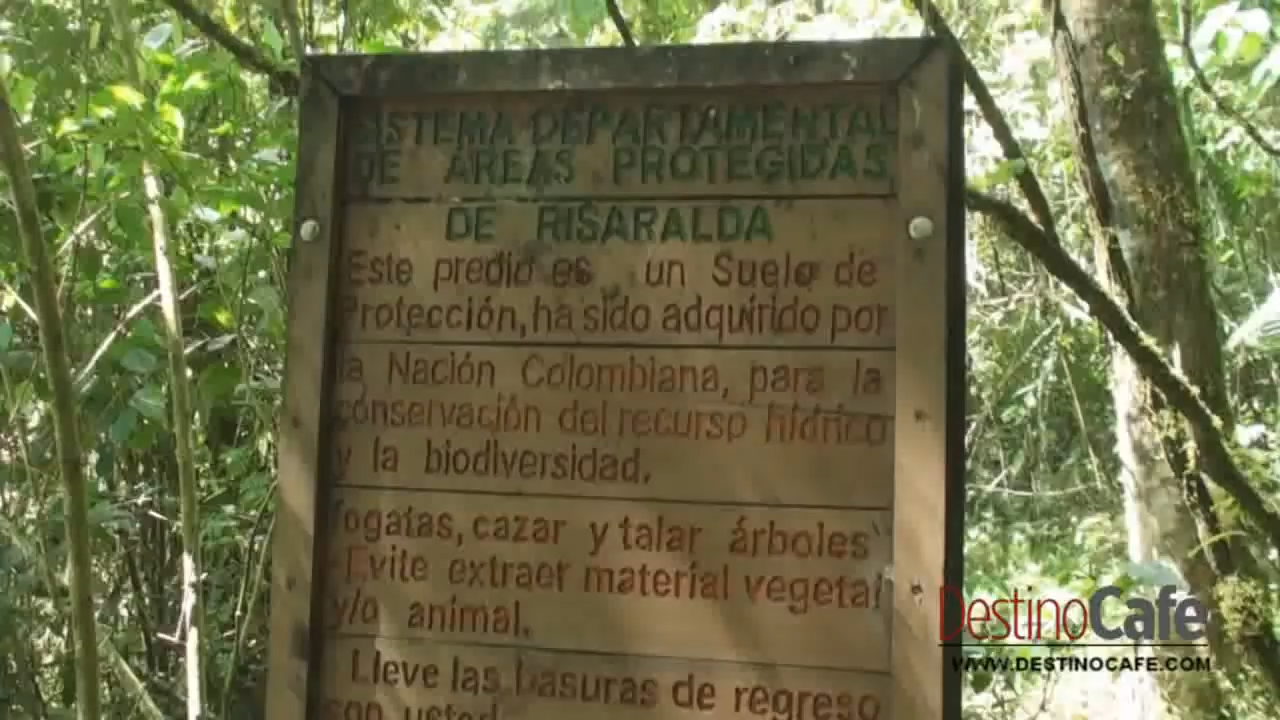 SISTEMA DEPARTAMENTAL
DE AREAS PROTEGIDAS
DE RISARALDA
Este predio es un Suelo de
Protección, ha sido adquirido por
la Nación Colombiana, para la
conservación del recurso hídrico
y la biodiversidad.
fogatas, cazar y talar árboles
Evite extraer material vegetal
y/o animal.
Lleve las basuras de regreso
con usted
DestinoCafe
WWW.DESTINOCAFE.COM